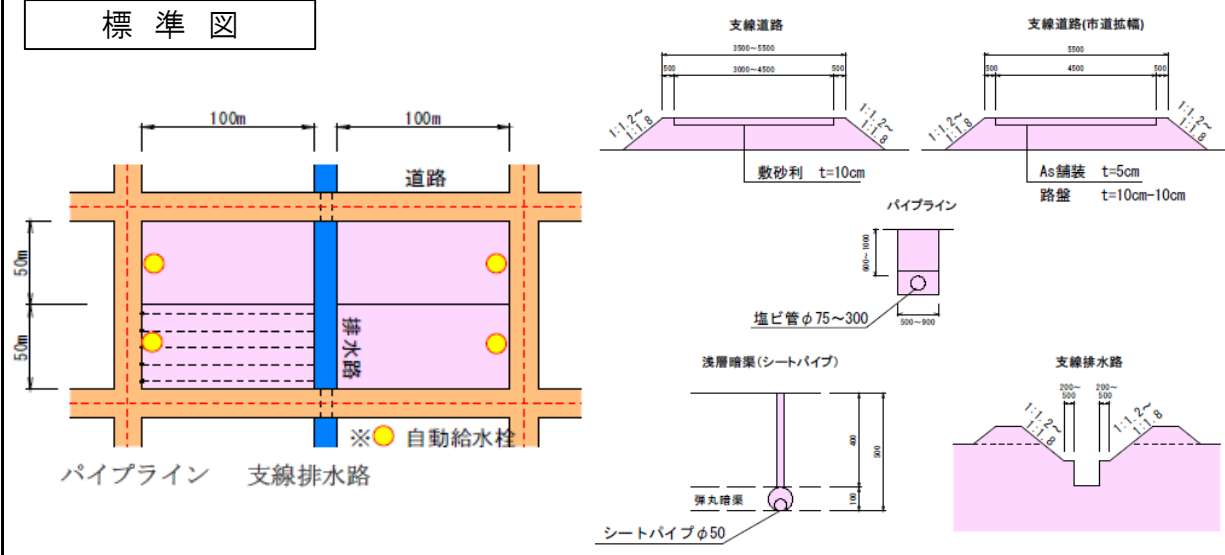 標準図
100m
100m
道路
50m
50m
排水路
※ 自動給水栓
パイプライン
支線排水路
支線道路
3500~5500
500
3000~4500
500
1:1.2~
1:1.8
1:1.2~
1:1.8
敷砂利 t=10cm
支線道路(市道拡幅)
5500
500
4500
500
1:1.2~
1:1.8
1:1.2~
1:1.8
As舗装 t=5cm
路盤 t=10cm-10cm
パイプライン
600~1000
塩ビ管φ75~300
500~900
浅層暗渠(シートパイプ)
400
500
100
弾丸暗渠
シートパイプφ50
支線排水路
200~
500
200~
500
1:1.2~
1:1.8
1:1.2~
1:1.8